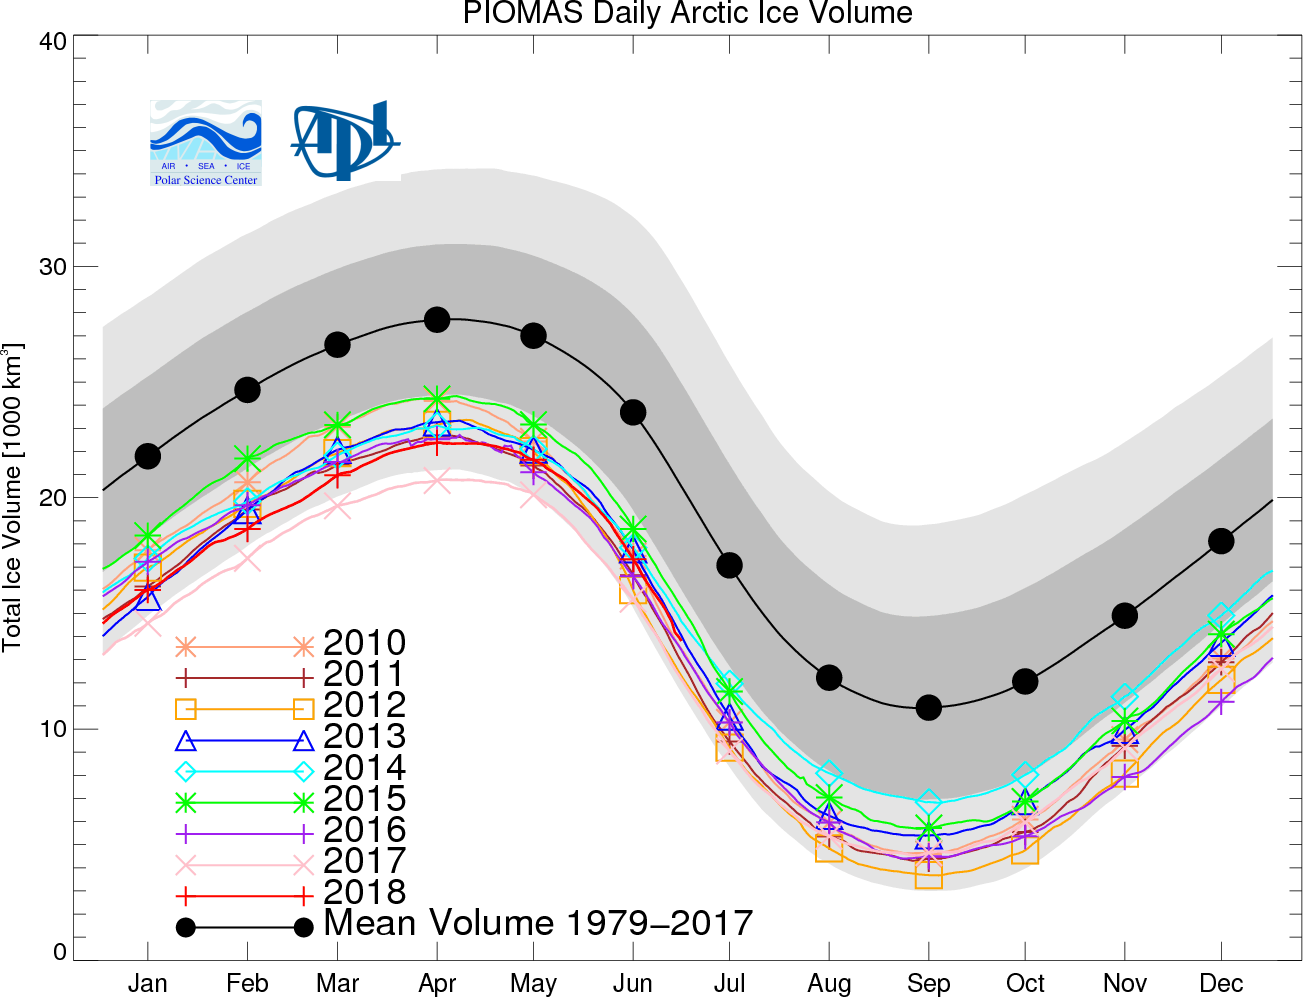 PIOMAS Daily Arctic Ice Volume
40
30
20
10
0
Total Ice Volume [1000 km³]
AIR • SEA • ICE
Polar Science Center
apl
2010
2011
2012
2013
2014
2015
2016
2017
2018
Mean Volume 1979−2017
Jan Feb Mar Apr May Jun Jul Aug Sep Oct Nov Dec